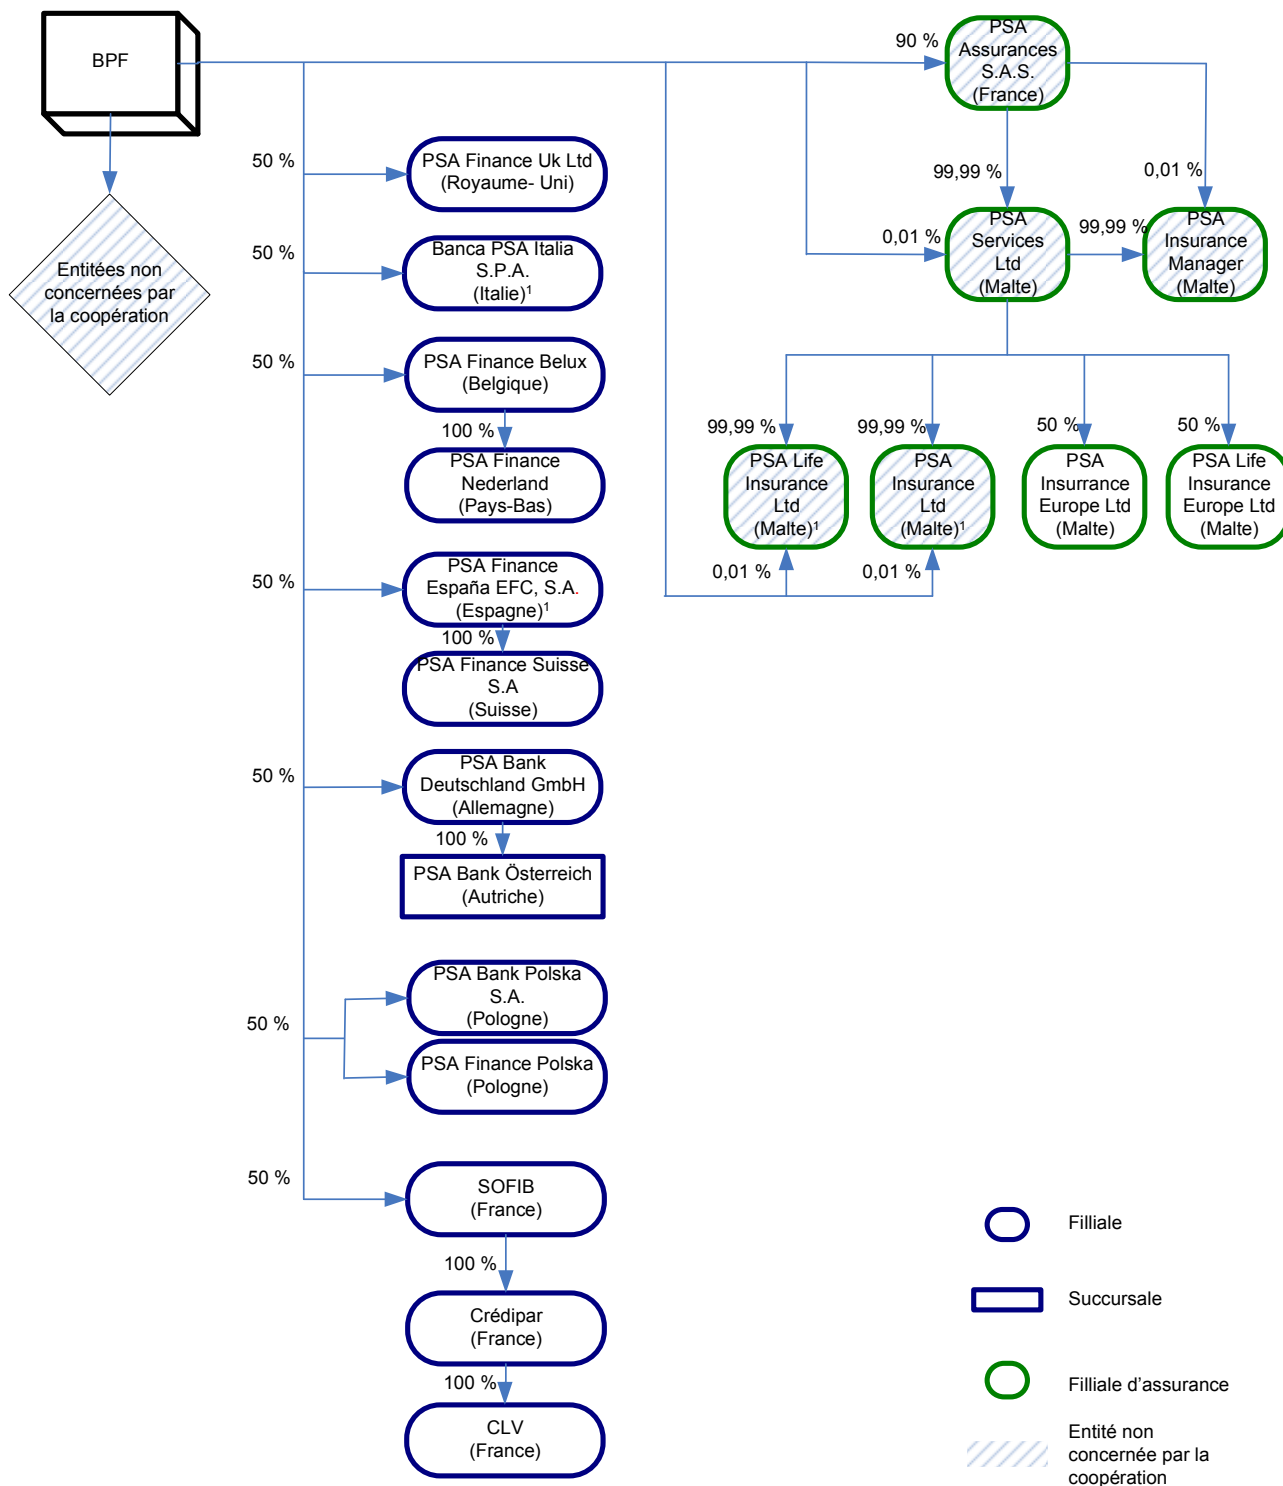 BPF
Entitées non
concernées par
la coopération
50 %
PSA Finance Uk Ltd
(Royaume- Uni)
50 %
Banca PSA Italia
S.P.A.
(Italie)¹
50 %
PSA Finance Belux
(Belgique)
100 %
PSA Finance
Nederland
(Pays-Bas)
50 %
PSA Finance
España EFC, S.A.
(Espagne)¹
100 %
PSA Finance Suisse
S.A
(Suisse)
50 %
PSA Bank
Deutschland GmbH
(Allemagne)
100 %
PSA Bank Österreich
(Autriche)
50 %
PSA Bank Polska
S.A.
(Pologne)
PSA Finance Polska
(Pologne)
50 %
SOFIB
(France)
100 %
Crédipar
(France)
100 %
CLV
(France)
90 %
PSA
Assurances
S.A.S.
(France)
99,99 %
0,01 %
0,01 %
PSA
Services
Ltd
(Malte)
99,99 %
PSA
Insurance
Manager
(Malte)
99,99 %
PSA Life
Insurance
Ltd
(Malte)¹
0,01 %
99,99 %
PSA
Insurance
Ltd
(Malte)¹
0,01 %
50 %
PSA
Insurrance
Europe Ltd
(Malte)
50 %
PSA Life
Insurance
Europe Ltd
(Malte)
Filliale
Succursale
Filliale d’assurance
Entité non
concernée par la
coopération